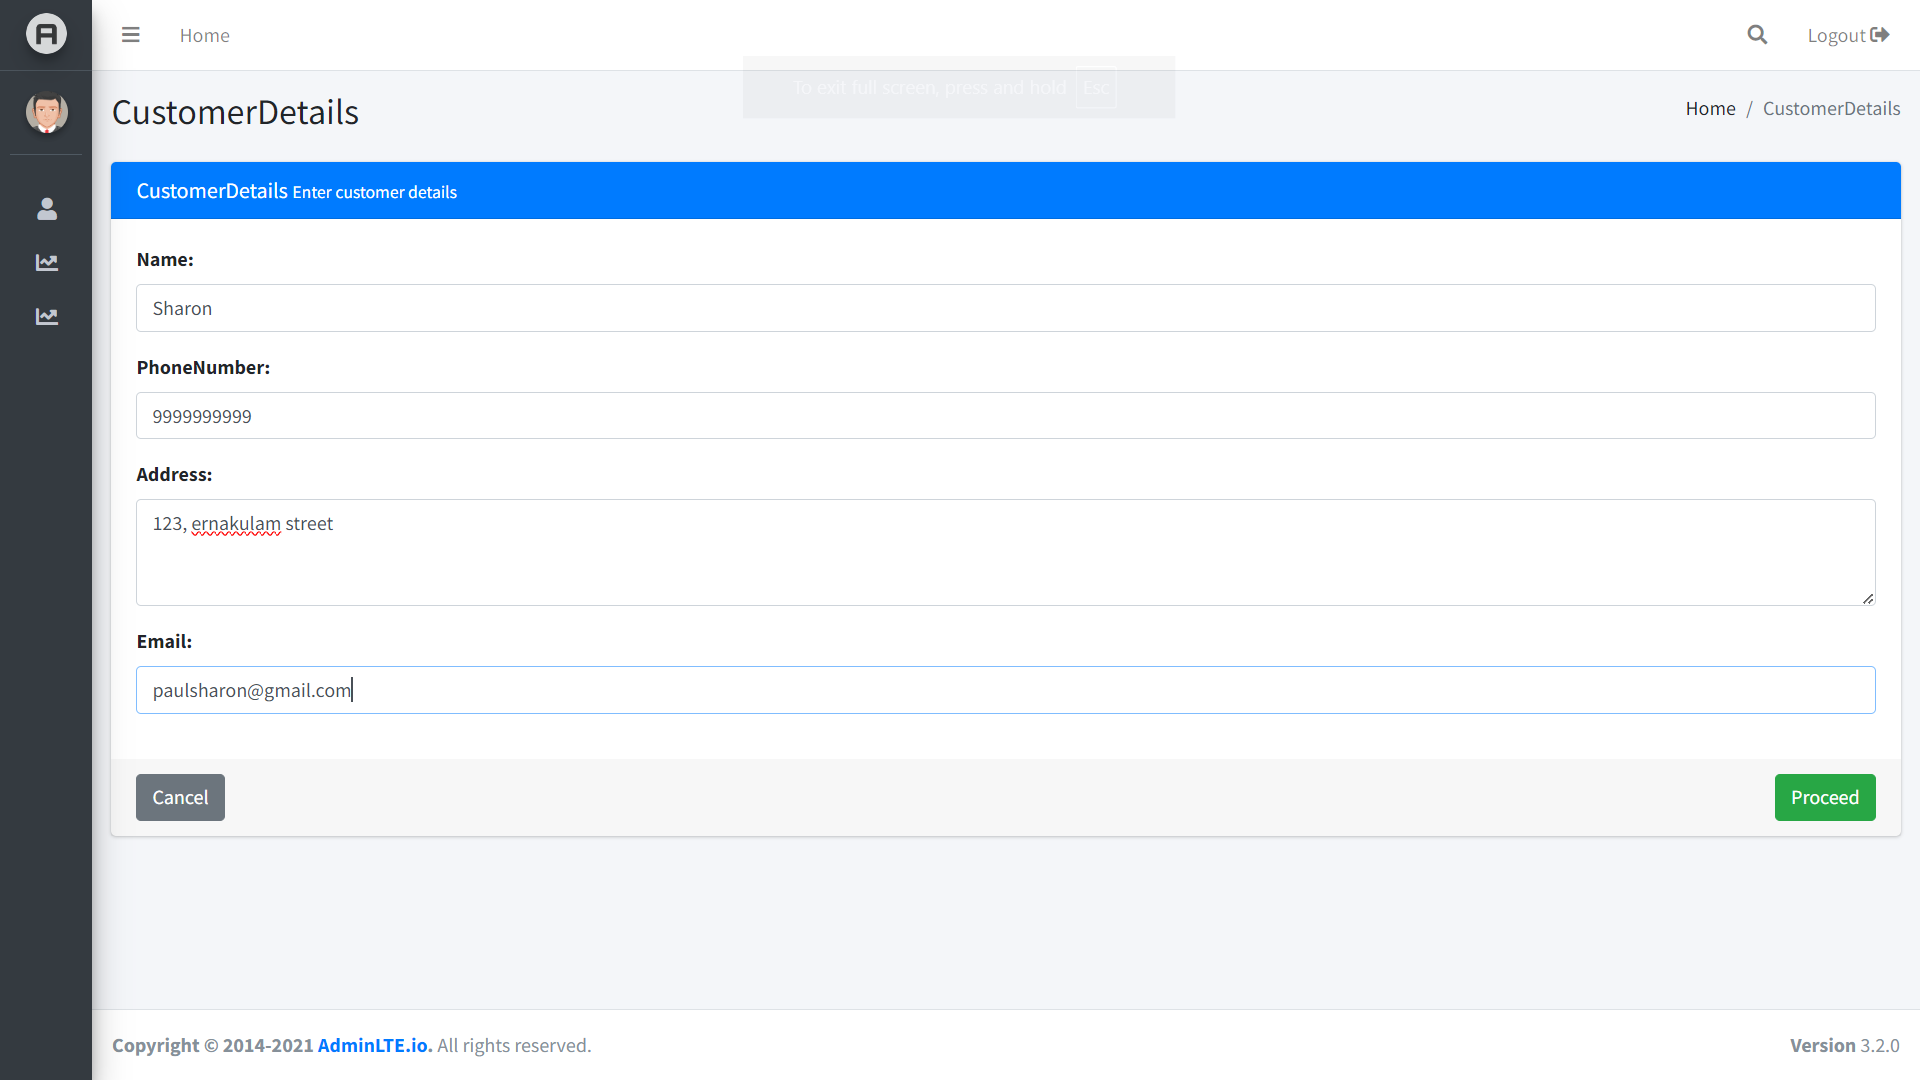 Home
Logout
To exit full screen, press and hold Esc
CustomerDetails
Home / CustomerDetails
CustomerDetails Enter customer details
Name:
Sharon
PhoneNumber:
9999999999
Address:
123, ernakulam street
Email:
paulsharon@gmail.com
Cancel
Proceed
Copyright © 2014-2021 AdminLTE.io. All rights reserved.
Version 3.2.0